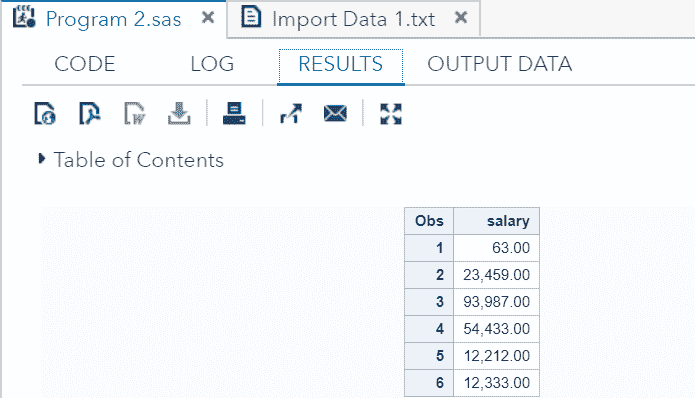 Program 2.sas × Import Data 1.txt ×
CODE LOG RESULTS OUTPUT DATA
Table of Contents
Obs salary
1 63.00
2 23,459.00
3 93,987.00
4 54,433.00
5 12,212.00
6 12,333.00